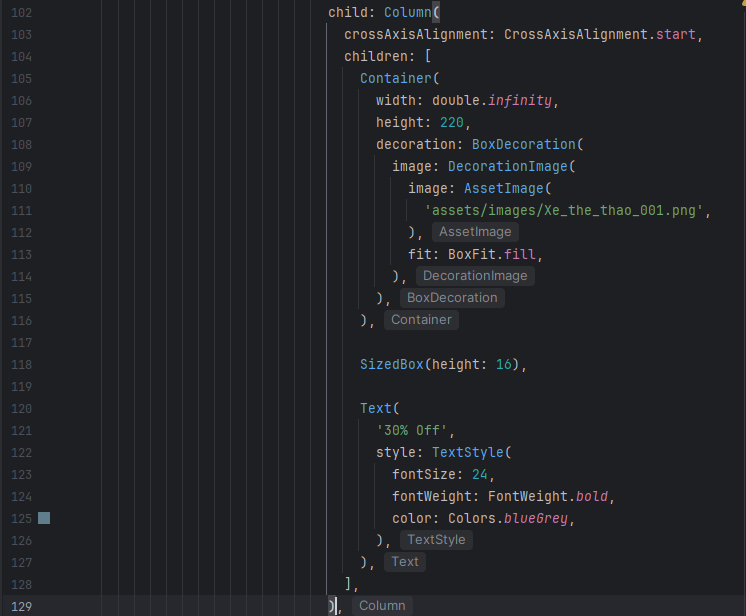 102 child: Column(
103 crossAxisAlignment: CrossAxisAlignment.start,
104 children: [
105 Container(
106 width: double.infinity,
107 height: 220,
108 decoration: BoxDecoration(
109 image: DecorationImage(
110 image: AssetImage(
111 'assets/images/Xe_the_thao_001.png',
112 ), AssetImage
113 fit: BoxFit.fill,
114 ), DecorationImage
115 ), BoxDecoration
116 ), Container
117
118 SizedBox(height: 16),
119
120 Text(
121 '30% Off',
122 style: TextStyle(
123 fontSize: 24,
124 fontWeight: FontWeight.bold,
125 color: Colors.blueGrey,
126 ), TextStyle
127 ), Text
128 ],
129 ), Column